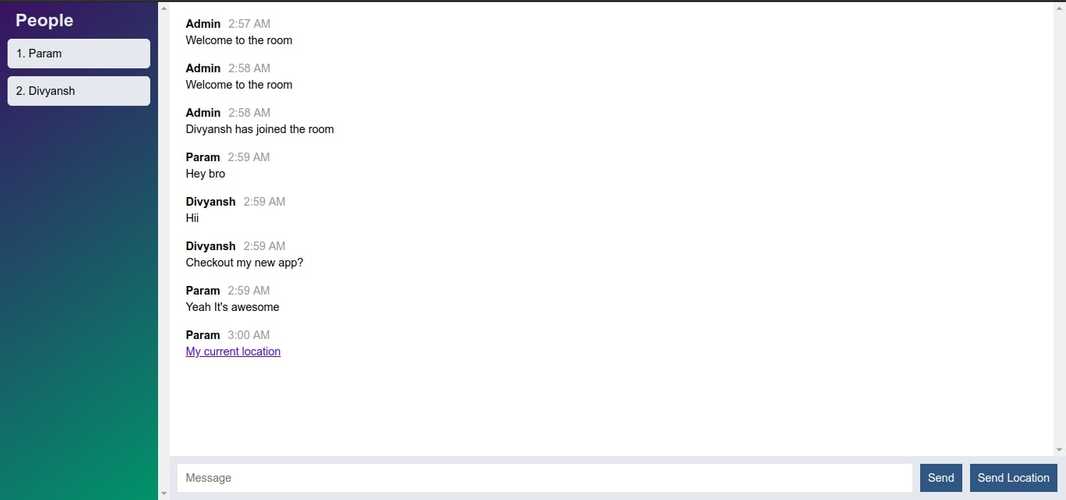 People
1. Param
2. Divyansh
Admin 2:57 AM
Welcome to the room
Admin 2:58 AM
Welcome to the room
Admin 2:58 AM
Divyansh has joined the room
Param 2:59 AM
Hey bro
Divyansh 2:59 AM
Hii
Divyansh 2:59 AM
Checkout my new app?
Param 2:59 AM
Yeah It's awesome
Param 3:00 AM
My current location
Message
Send
Send Location